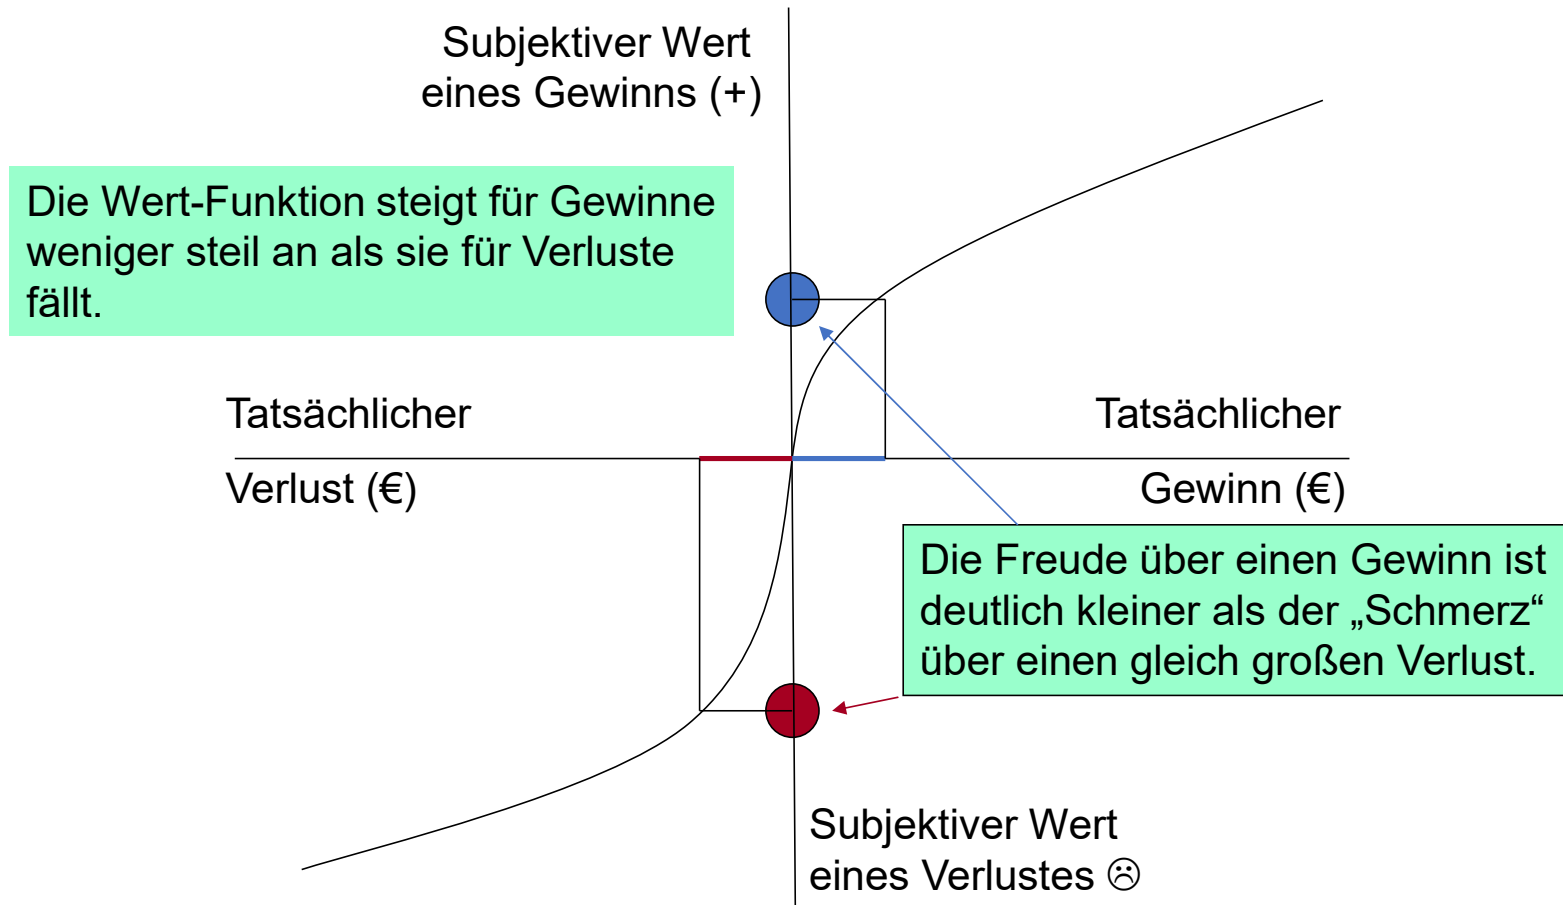 Subjektiver Wert
eines Gewinns (+)
Die Wert-Funktion steigt für Gewinne
weniger steil an als sie für Verluste
fällt.
Tatsächlicher
Verlust (€)
Tatsächlicher
Gewinn (€)
Die Freude über einen Gewinn ist
deutlich kleiner als der „Schmerz“
über einen gleich großen Verlust.
Subjektiver Wert
eines Verlustes ☹